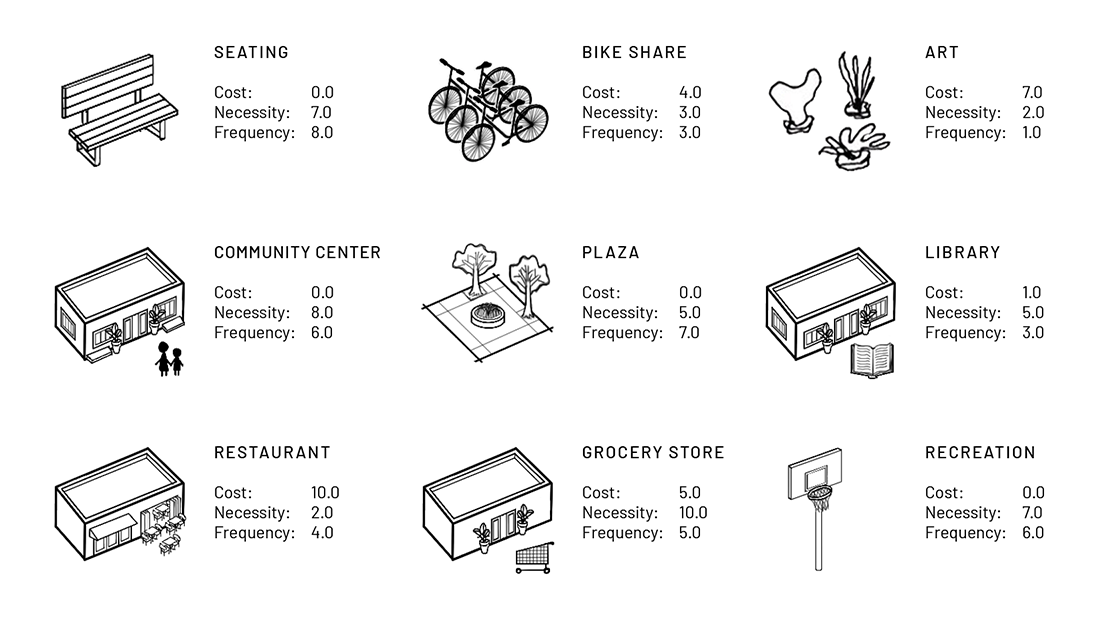 SEATING
Cost: 0.0
Necessity: 7.0
Frequency: 8.0
BIKE SHARE
Cost: 4.0
Necessity: 3.0
Frequency: 3.0
ART
Cost: 7.0
Necessity: 2.0
Frequency: 1.0
COMMUNITY CENTER
Cost: 0.0
Necessity: 8.0
Frequency: 6.0
PLAZA
Cost: 0.0
Necessity: 5.0
Frequency: 7.0
LIBRARY
Cost: 1.0
Necessity: 5.0
Frequency: 3.0
RESTAURANT
Cost: 10.0
Necessity: 2.0
Frequency: 4.0
GROCERY STORE
Cost: 5.0
Necessity: 10.0
Frequency: 5.0
RECREATION
Cost: 0.0
Necessity: 7.0
Frequency: 6.0